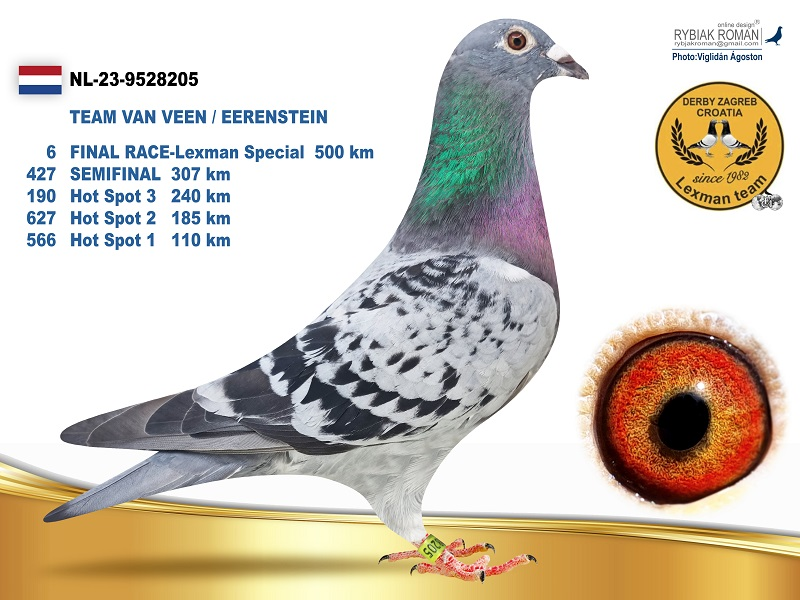 NL-23-9528205
TEAM VAN VEEN / EERENSTEIN
6 FINAL RACE-Lexman Special 500 km
427 SEMIFINAL 307 km
190 Hot Spot 3 240 km
627 Hot Spot 2 185 km
566 Hot Spot 1 110 km
online design®
RYBIAK ROMAN
rybjakroman@gmail.com
Photo:Viglidán Ágoston
DERBY ZAGREB
CROATIA
since 1982
Lexman team
205